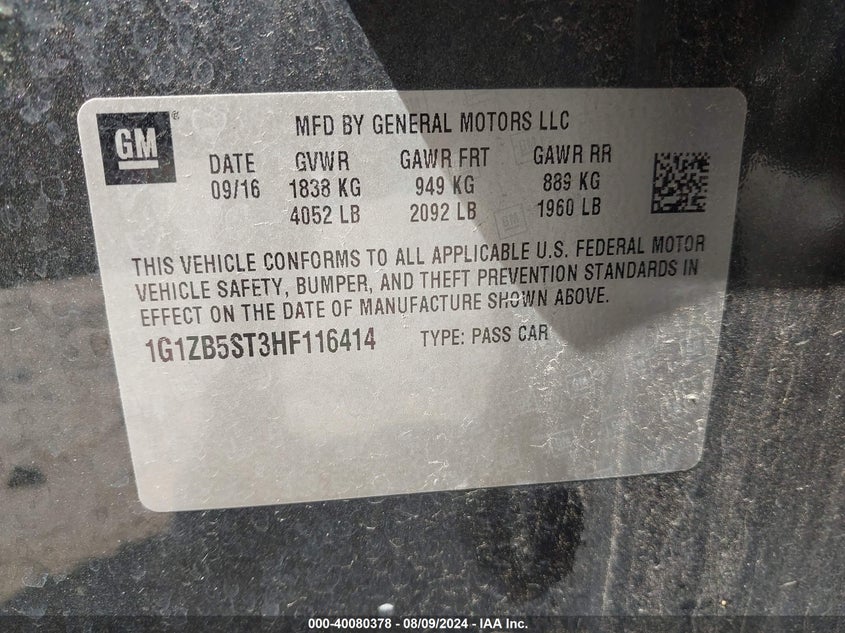 GM ®
MFD BY GENERAL MOTORS LLC
DATE GVWR GAWR FRT GAWR RR
09/16 1838 KG 949 KG 889 KG
4052 LB 2092 LB 1960 LB
THIS VEHICLE CONFORMS TO ALL APPLICABLE U.S. FEDERAL MOTOR
VEHICLE SAFETY, BUMPER, AND THEFT PREVENTION STANDARDS IN
EFFECT ON THE DATE OF MANUFACTURE SHOWN ABOVE.
1G1ZB5ST3HF116414 TYPE: PASS CAR
000-40080378 - 08/09/2024 - IAA Inc.